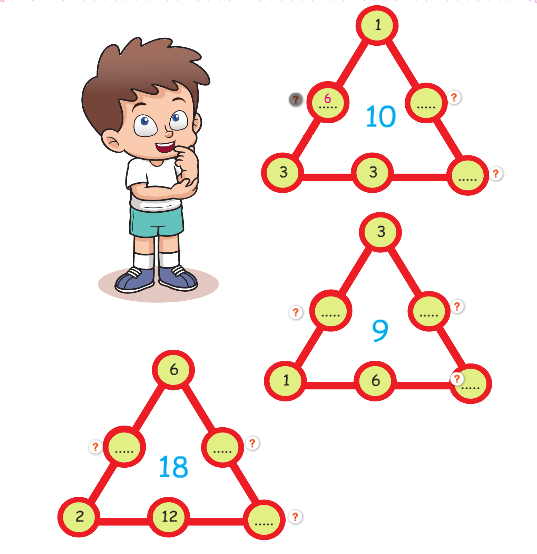 1
? 6 ..... ..... ?
10
3 3 ..... ?
3
? ..... ..... ?
9
1 6 ? .....
6
? ..... ..... ?
18
2 12 ..... ?